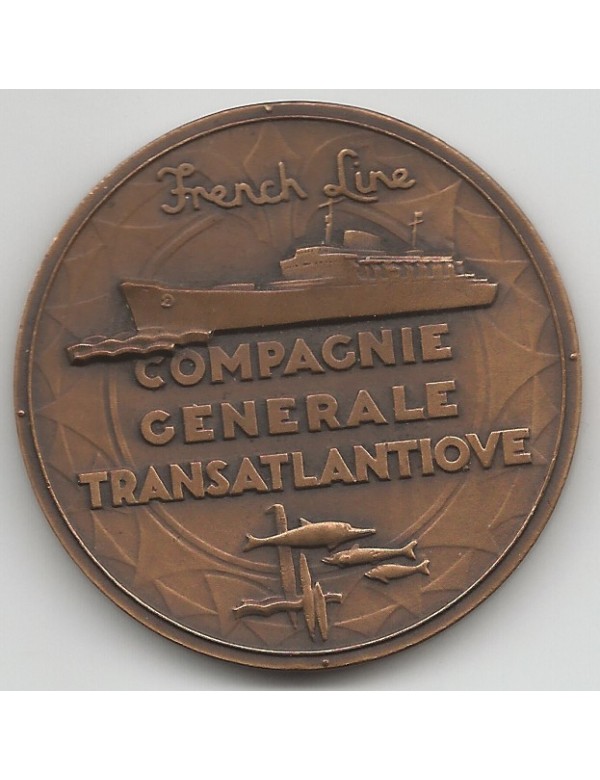 French Line
COMPAGNIE
GENERALE
TRANSATLANTIQVE